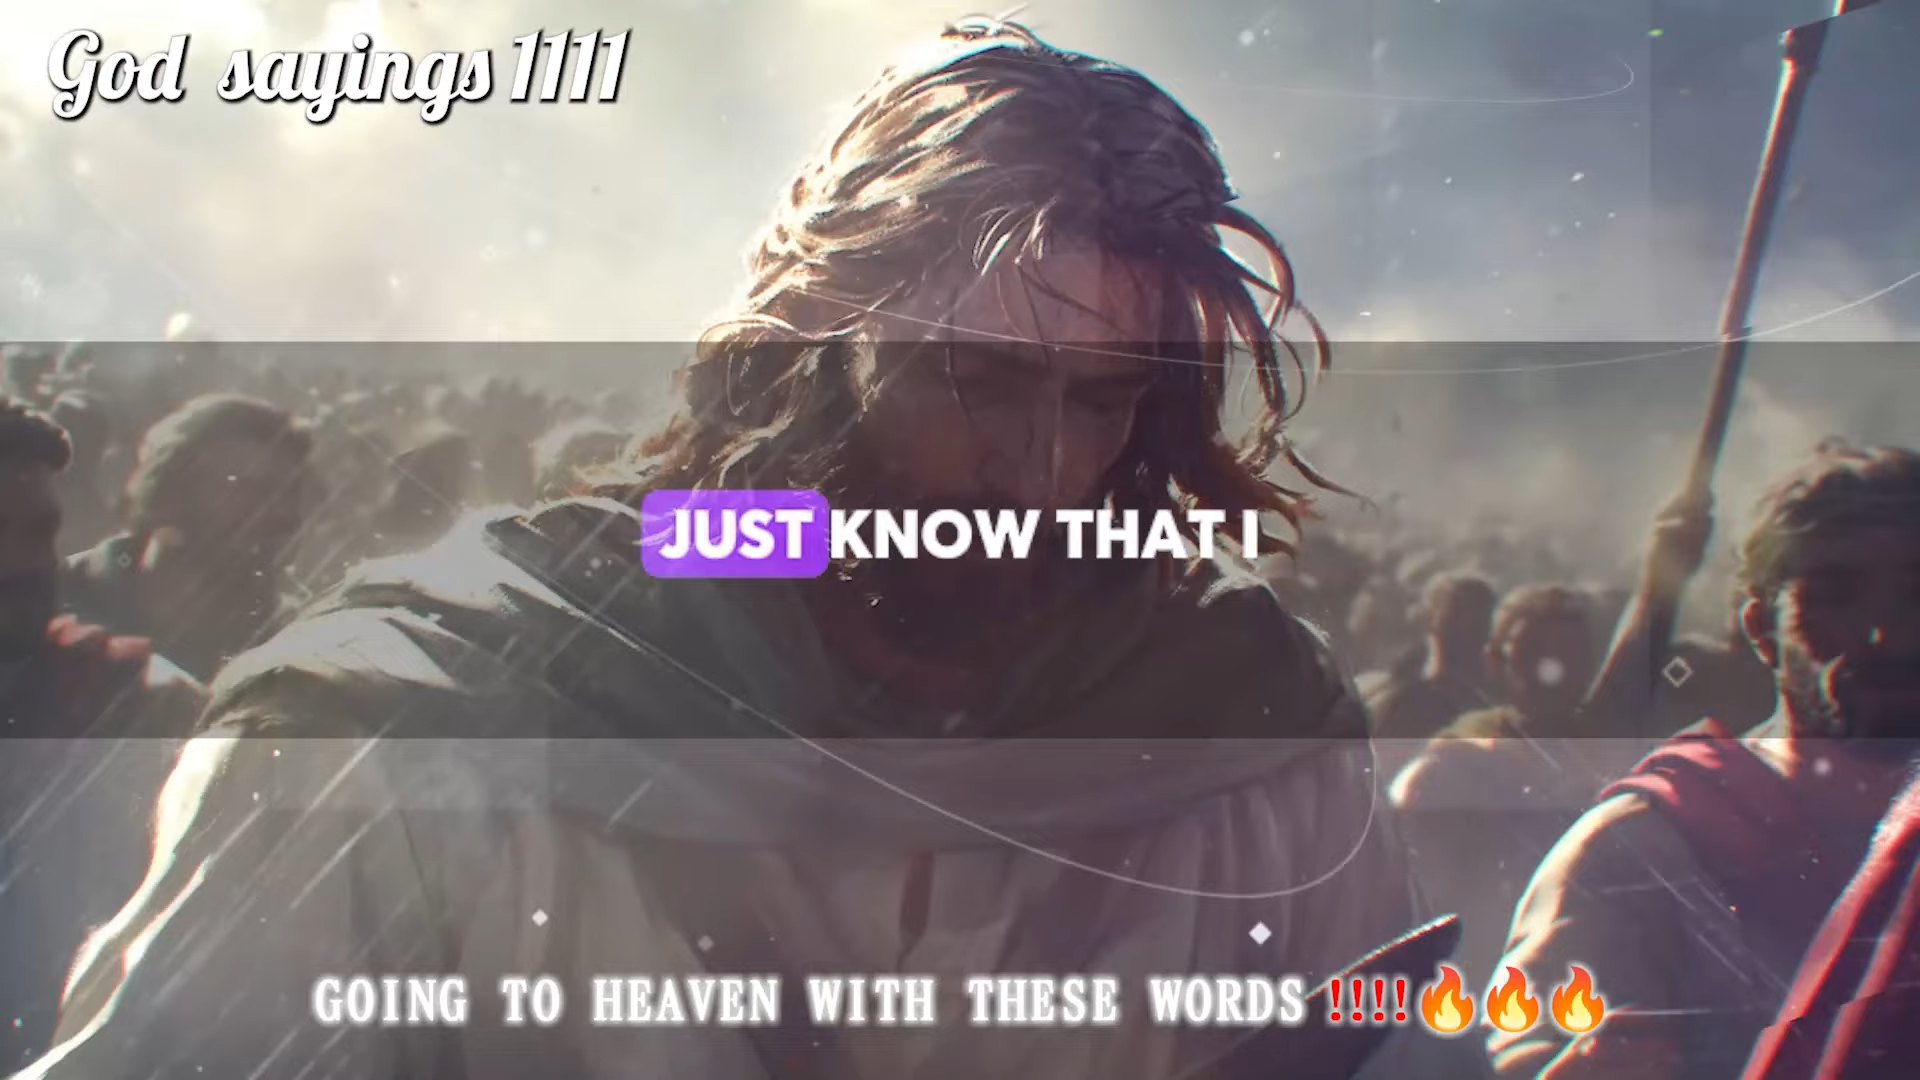 God sayings 1111
JUST KNOW THAT I
GOING TO HEAVEN WITH THESE WORDS !!!!🔥🔥🔥